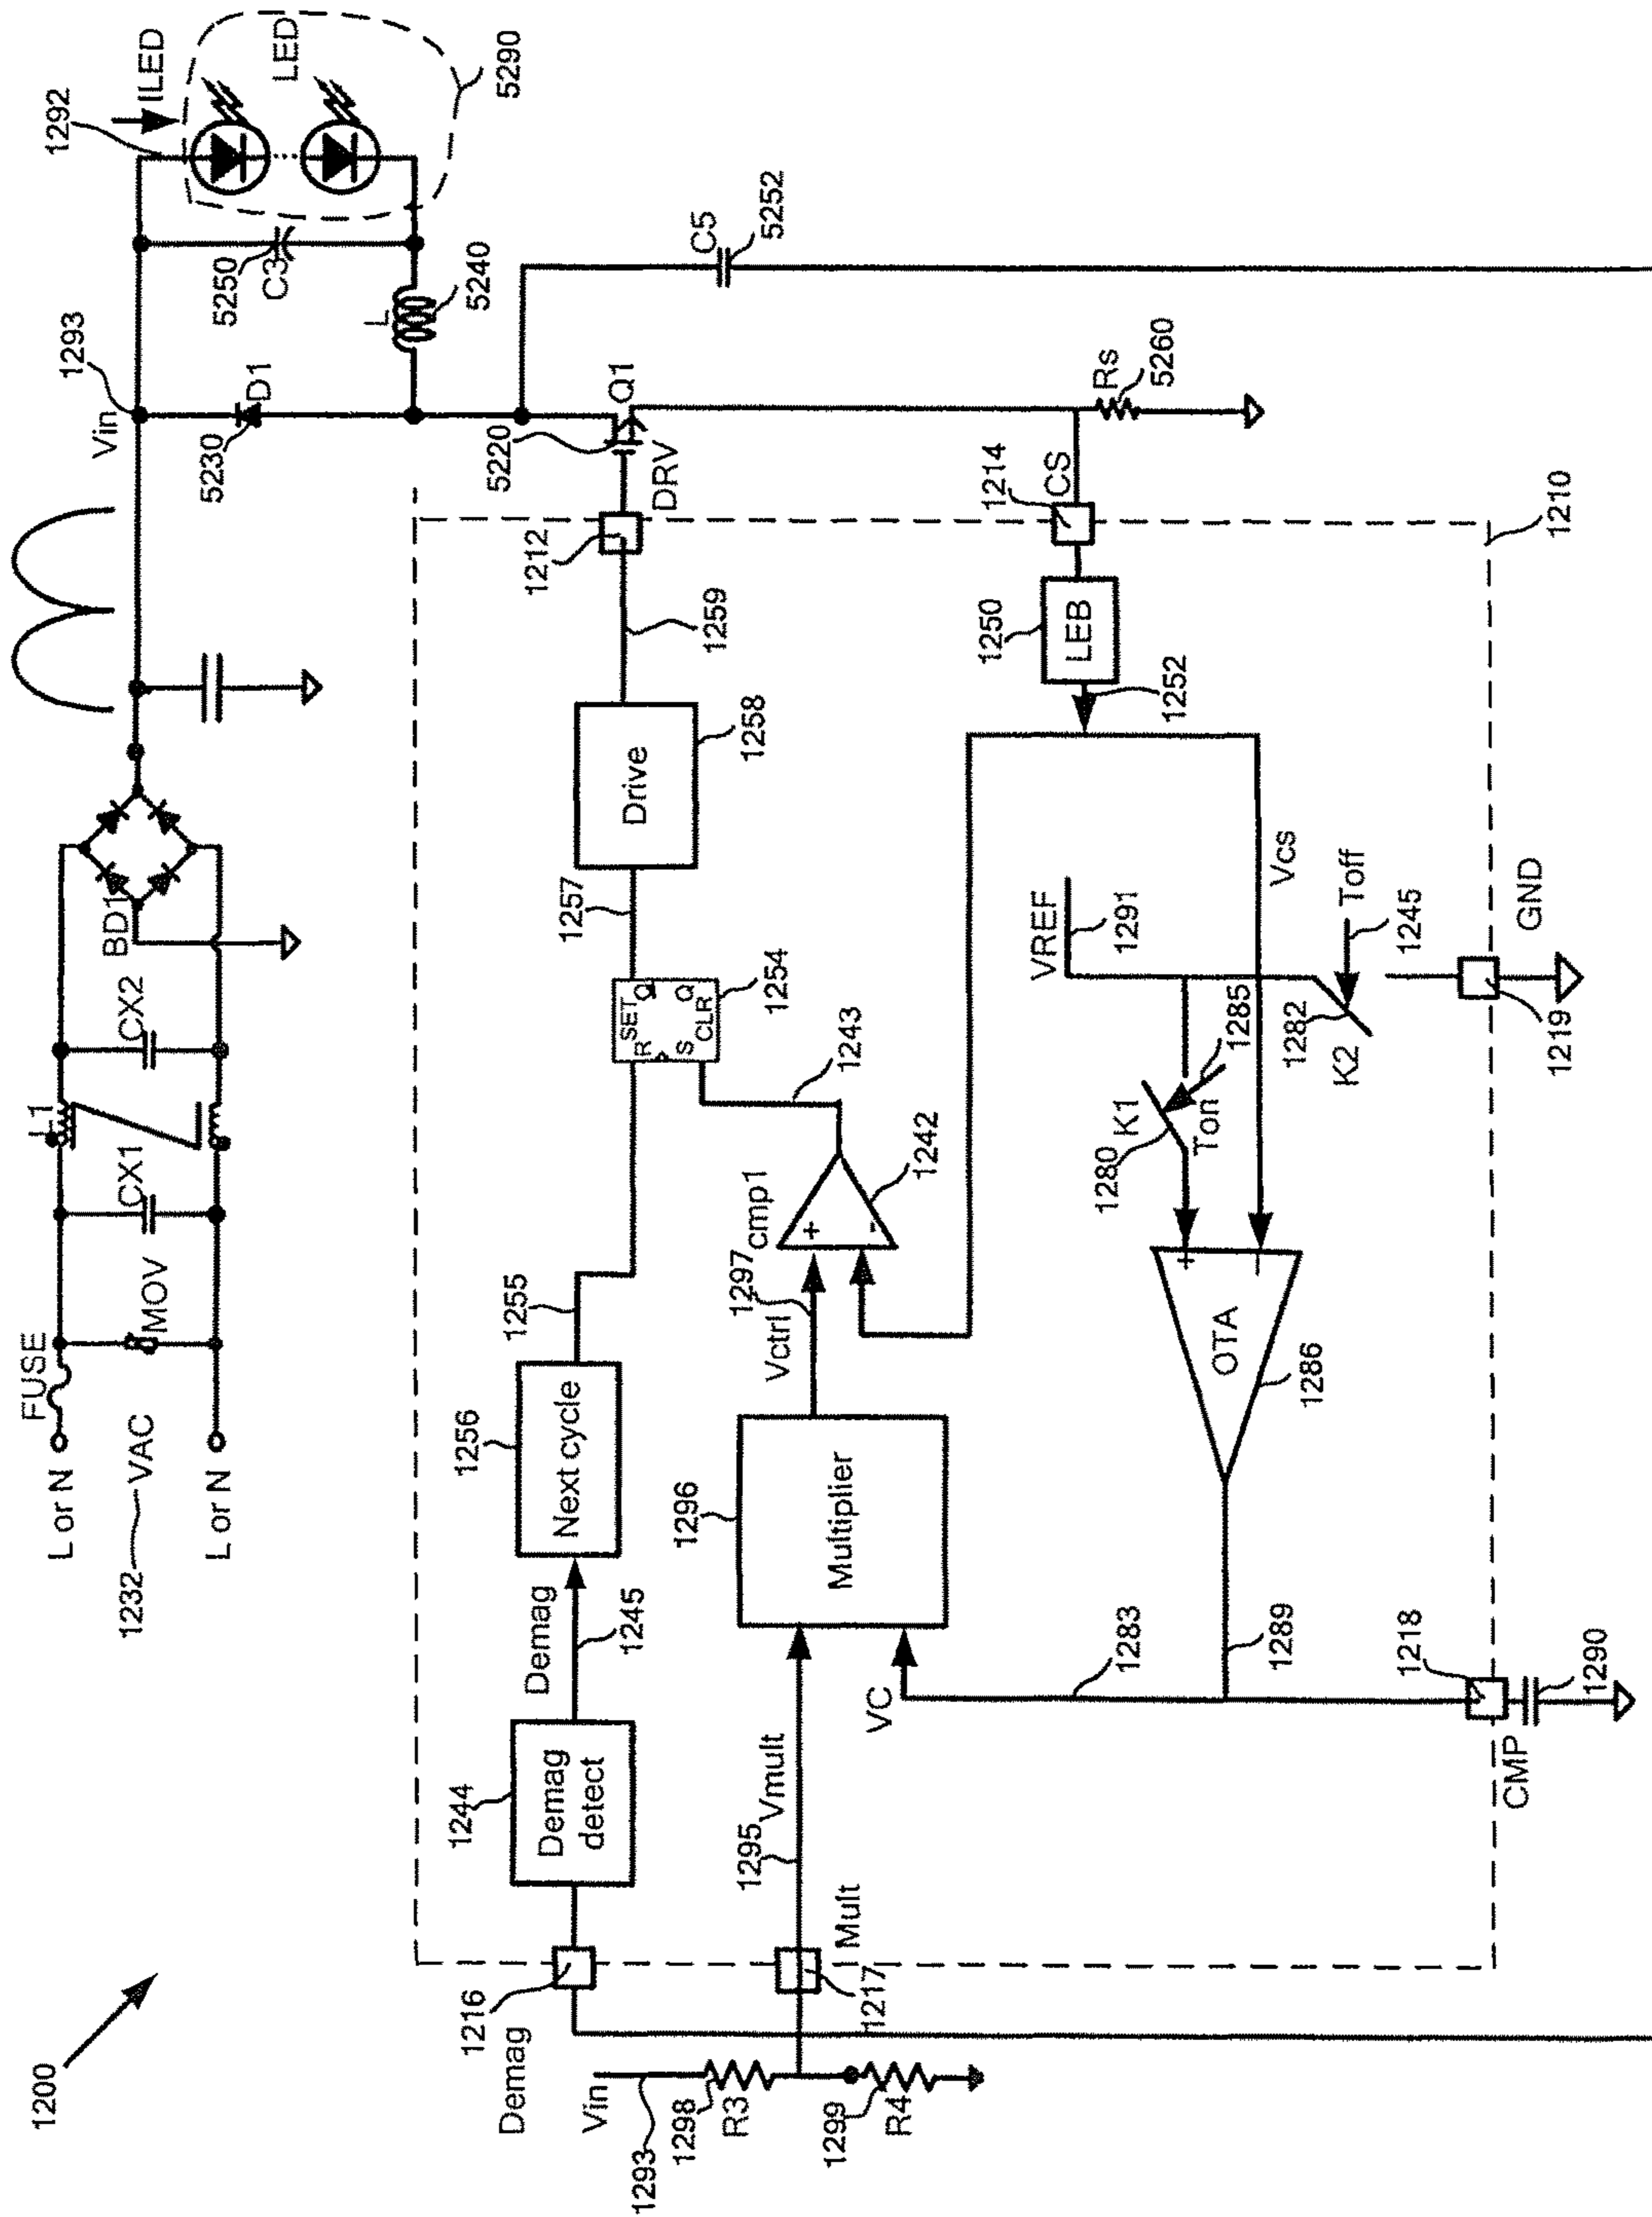 1200
L or N
FUSE
MOV
CX1
L1
CX2
BD1
1232
VAC
L or N
Vin
1293
5230
D1
5250
C3
L
5240
1292
ILED
LED
5290
C5
5252
5220
Q1
DRV
1212
1259
1258
Drive
1257
SET
R
Q
S
Q
CLR
1254
1243
1255
1256
Next cycle
Demag
1245
1244
Demag
detect
1216
Demag
Vin
1293
1298
R3
1299
R4
1217
Mult
1295
Vmult
1296
Multiplier
VC
1283
Vctrl
1297
cmp1
+
-
1242
1214
CS
Rs
5260
1250
LEB
1252
1210
Vcs
VREF
1291
1280
K1
Ton
1285
1282
K2
Toff
1245
1219
GND
+
-
OTA
1286
1289
1218
CMP
1290